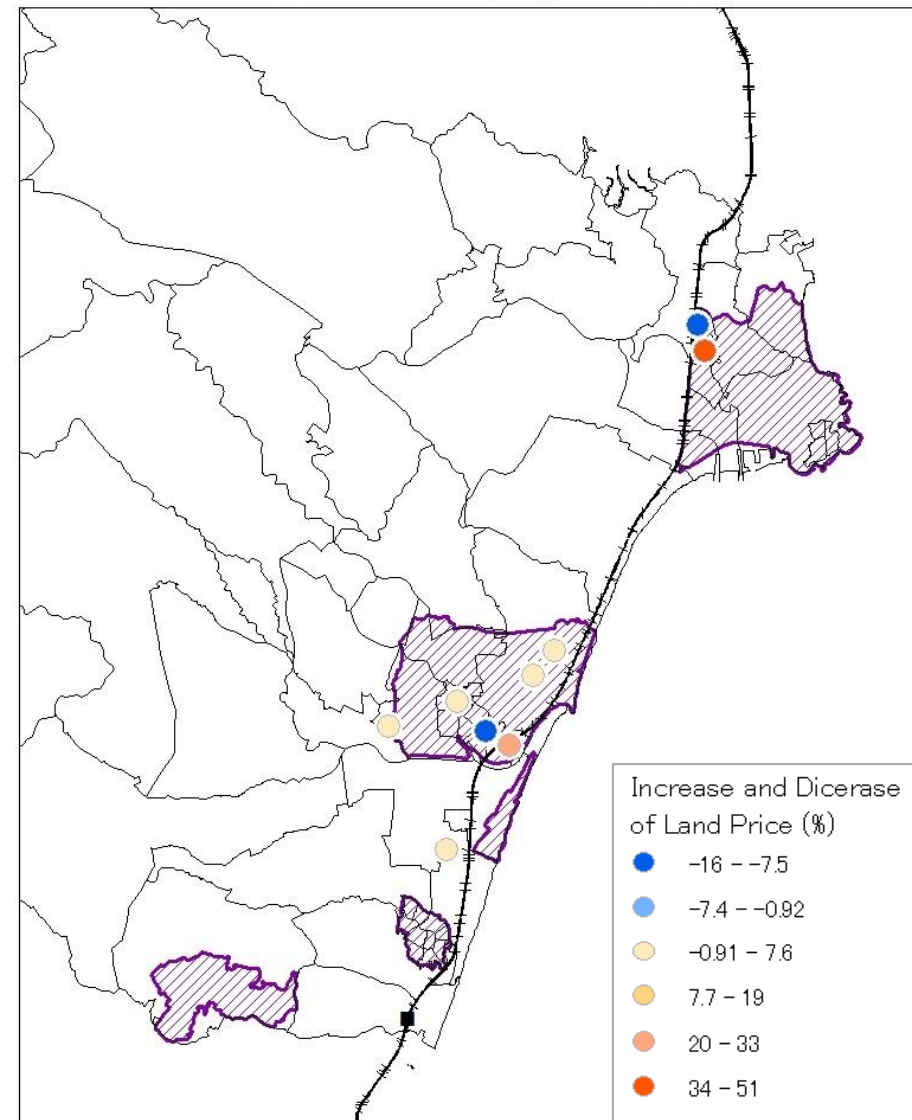 Increase and Dicerase
of Land Price (%)
-16 - -7.5
-7.4 - -0.92
-0.91 - 7.6
7.7 - 19
20 - 33
34 - 51